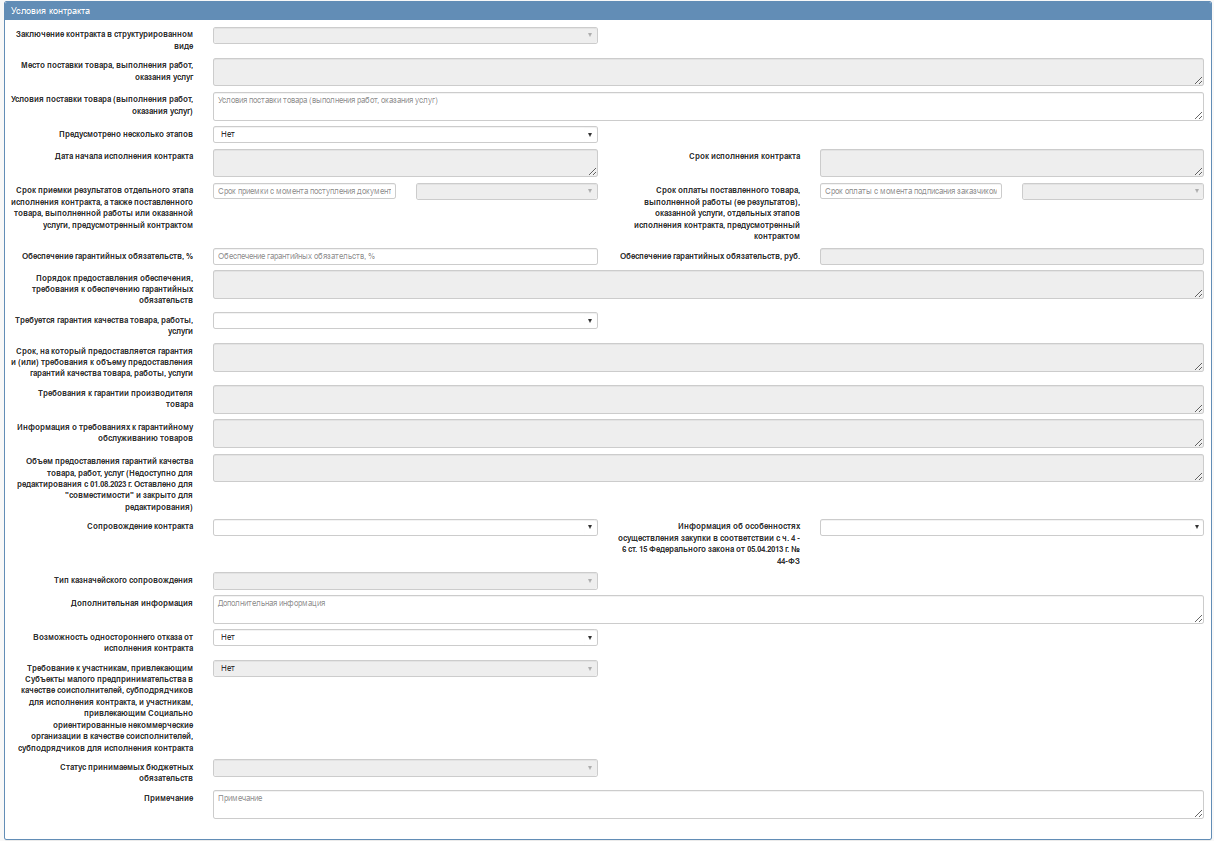 Условия контракта
Заключение контракта в структурированном
виде
Место поставки товара, выполнения работ,
оказания услуг
Условия поставки товара (выполнения работ,
оказания услуг)
Условия поставки товара (выполнения работ, оказания услуг)
Предусмотрено несколько этапов
Нет
Дата начала исполнения контракта
Срок исполнения контракта
Срок приемки результатов отдельного этапа
исполнения контракта, а также поставленного
товара, выполненной работы или оказанной
услуги, предусмотренный контрактом
Срок приемки с момента поступления документ
Срок оплаты поставленного товара,
выполненной работы (ее результатов),
оказанной услуги, отдельных этапов
исполнения контракта, предусмотренный
контрактом
Срок оплаты с момента подписания заказчиком
Обеспечение гарантийных обязательств, %
Обеспечение гарантийных обязательств, %
Обеспечение гарантийных обязательств, руб.
Порядок предоставления обеспечения,
требования к обеспечению гарантийных
обязательств
Требуется гарантия качества товара, работы,
услуги
Срок, на который предоставляется гарантия
и (или) требования к объему предоставления
гарантий качества товара, работы, услуги
Требования к гарантии производителя
товара
Информация о требованиях к гарантийному
обслуживанию товаров
Объем предоставления гарантий качества
товара, работ, услуг (Недоступно для
редактирования с 01.08.2023 г. Оставлено для
"совместимости" и закрыто для
редактирования)
Сопровождение контракта
Информация об особенностях
осуществления закупки в соответствии с ч. 4 -
6 ст. 15 Федерального закона от 05.04.2013 г. №
44-ФЗ
Тип казначейского сопровождения
Дополнительная информация
Дополнительная информация
Возможность одностороннего отказа от
исполнения контракта
Нет
Требование к участникам, привлекающим
Субъекты малого предпринимательства в
качестве соисполнителей, субподрядчиков
для исполнения контракта, и участникам,
привлекающим Социально
ориентированные некоммерческие
организации в качестве соисполнителей,
субподрядчиков для исполнения контракта
Нет
Статус принимаемых бюджетных
обязательств
Примечание
Примечание